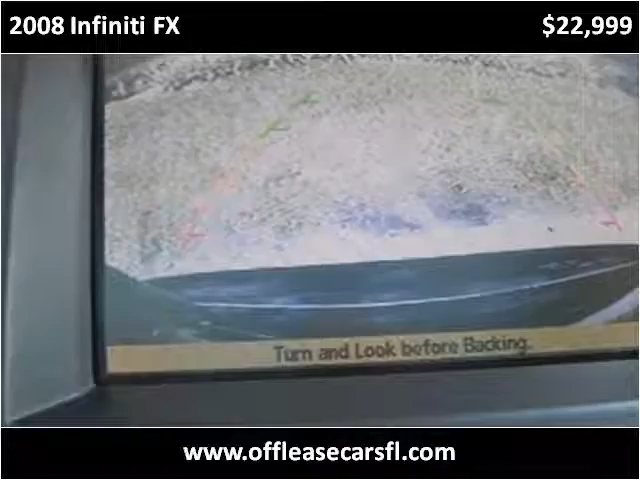 2008 Infiniti FX
$22,999
Turn and Look before Backing.
www.offleasecarsfl.com